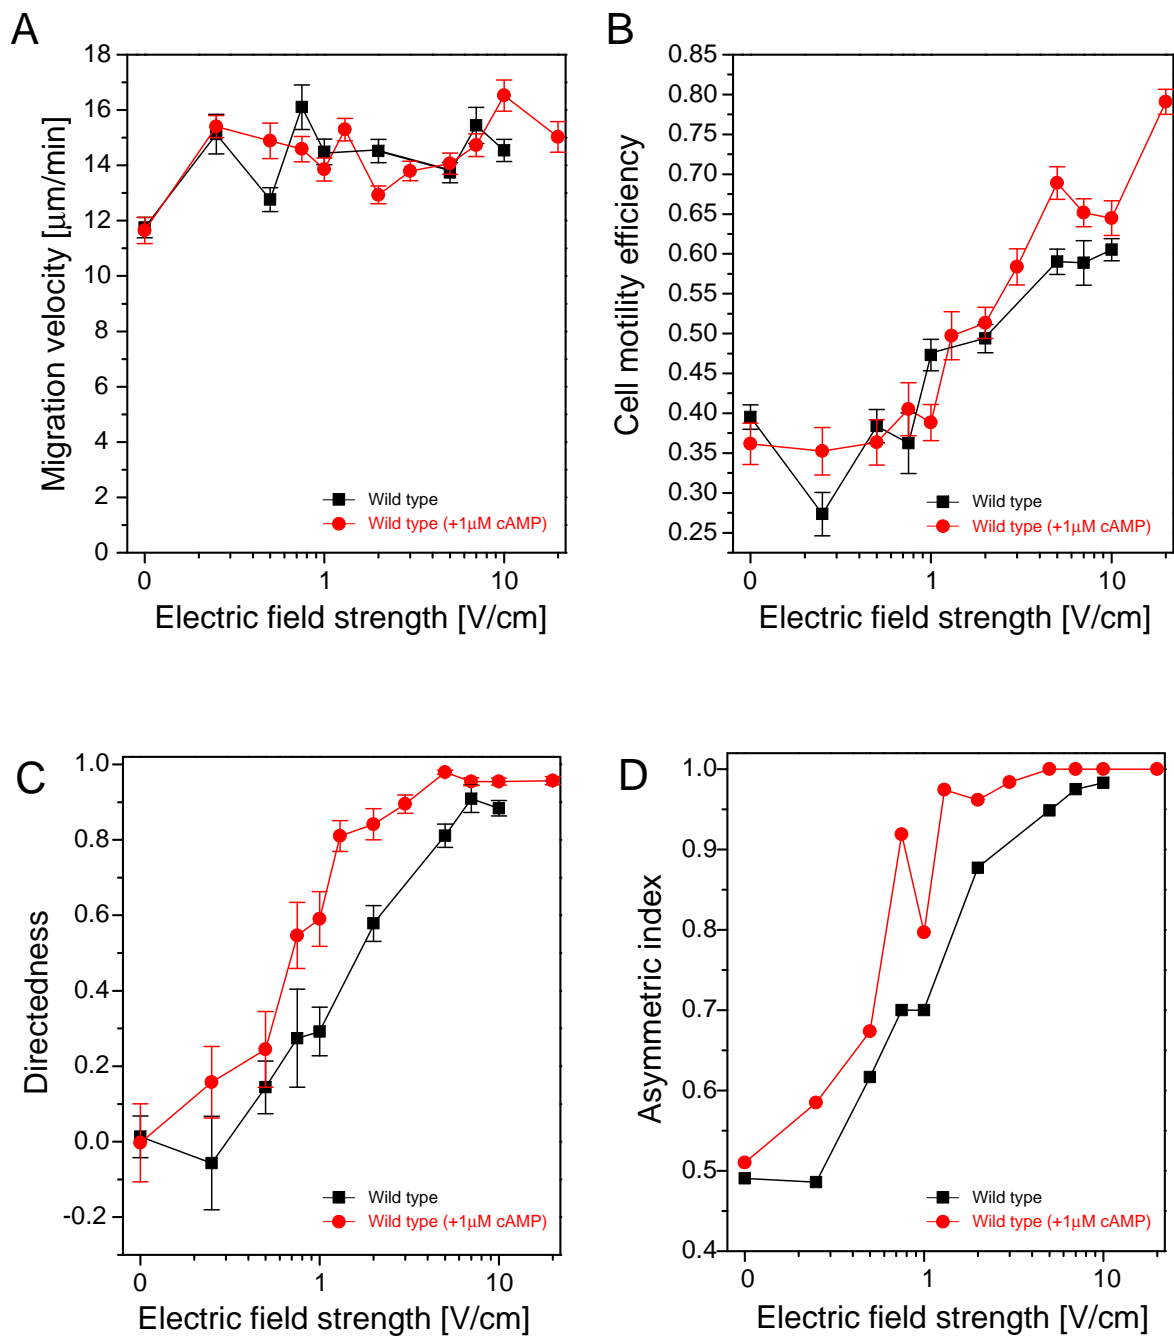 A
18
16
14
12
10
8
6
4
2
0
Migration velocity [μm/min]
Wild type
Wild type (+1μM cAMP)
0
1
10
Electric field strength [V/cm]
B
0.85
0.80
0.75
0.70
0.65
0.60
0.55
0.50
0.45
0.40
0.35
0.30
0.25
Cell motility efficiency
Wild type
Wild type (+1μM cAMP)
0
1
10
Electric field strength [V/cm]
C
1.0
0.8
0.6
0.4
0.2
0.0
-0.2
Directedness
Wild type
Wild type (+1μM cAMP)
0
1
10
Electric field strength [V/cm]
D
1.0
0.9
0.8
0.7
0.6
0.5
0.4
Asymmetric index
Wild type
Wild type (+1μM cAMP)
0
1
10
Electric field strength [V/cm]